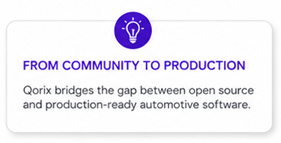 FROM COMMUNITY TO PRODUCTION
Qorix bridges the gap between open source
and production-ready automotive software.